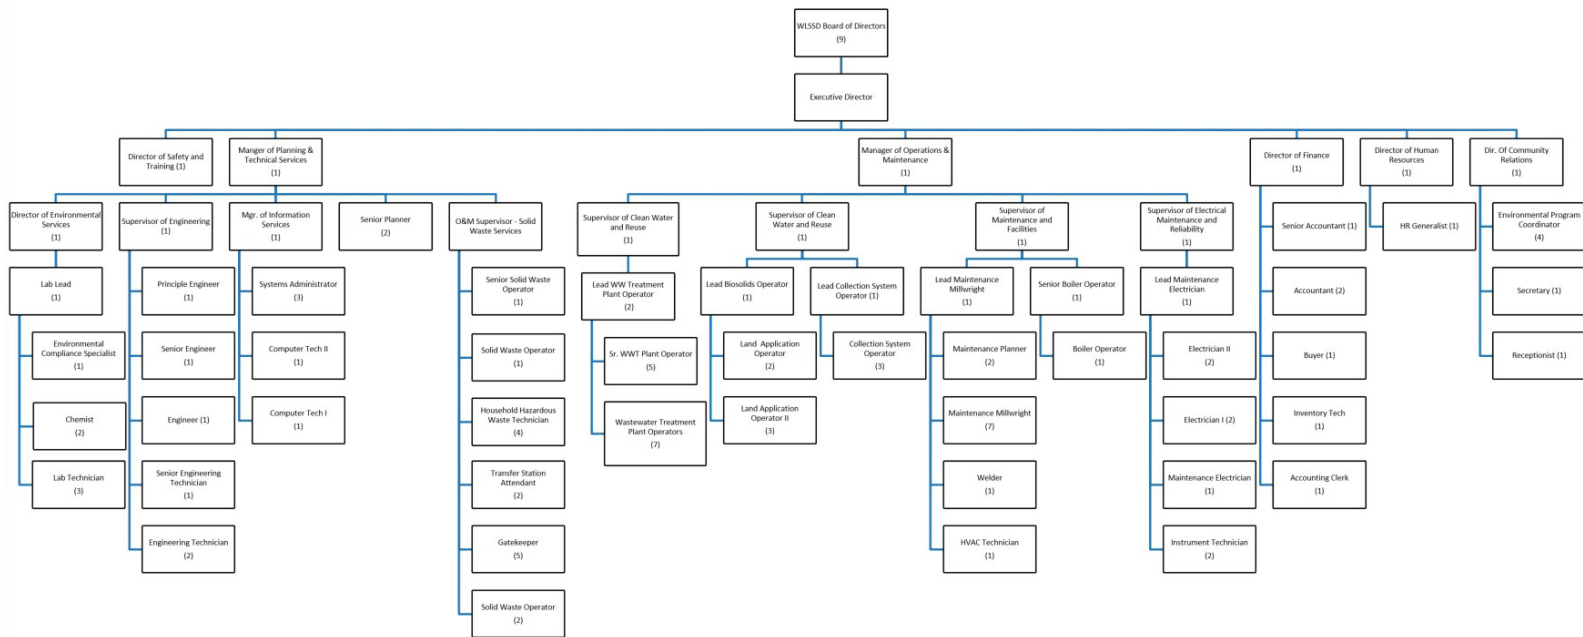 WLSSD Board of Directors
(9)
Executive Director
Director of Safety and
Training (1)
Manger of Planning &
Technical Services
(1)
Manager of Operations &
Maintenance
(1)
Director of Finance
(1)
Director of Human
Resources
(1)
Dir. Of Community
Relations
(1)
Director of Environmental
Services
(1)
Supervisor of Engineering
(1)
Mgr. of Information
Services
(1)
Senior Planner
(2)
O&M Supervisor - Solid
Waste Services
Supervisor of Clean Water
and Reuse
(1)
Supervisor of Clean
Water and Reuse
(1)
Supervisor of
Maintenance and
Facilities
(1)
Supervisor of Electrical
Maintenance and
Reliability
(1)
Senior Accountant (1)
HR Generalist (1)
Environmental Program
Coordinator
(4)
Lab Lead
(1)
Principle Engineer
(1)
Systems Administrator
(3)
Senior Solid Waste
Operator
(1)
Lead WW Treatment
Plant Operator
(2)
Lead Biosolids Operator
(1)
Lead Collection System
Operator (1)
Lead Maintenance
Millwright
(1)
Senior Boiler Operator
(1)
Lead Maintenance
Electrician
(1)
Accountant (2)
Secretary (1)
Environmental
Compliance Specialist
(1)
Senior Engineer
(1)
Computer Tech II
(1)
Solid Waste Operator
(1)
Sr. WWT Plant Operator
(5)
Land Application
Operator
(2)
Collection System
Operator
(3)
Maintenance Planner
(2)
Boiler Operator
(1)
Electrician II
(2)
Buyer (1)
Receptionist (1)
Chemist
(2)
Engineer (1)
Computer Tech I
(1)
Household Hazardous
Waste Technician
(4)
Wastewater Treatment
Plant Operators
(7)
Land Application
Operator II
(3)
Maintenance Millwright
(7)
Electrician I (2)
Inventory Tech
(1)
Lab Technician
(3)
Senior Engineering
Technician
(1)
Transfer Station
Attendant
(2)
Welder
(1)
Maintenance Electrician
(1)
Accounting Clerk
(1)
Engineering Technician
(2)
Gatekeeper
(5)
HVAC Technician
(1)
Instrument Technician
(2)
Solid Waste Operator
(2)